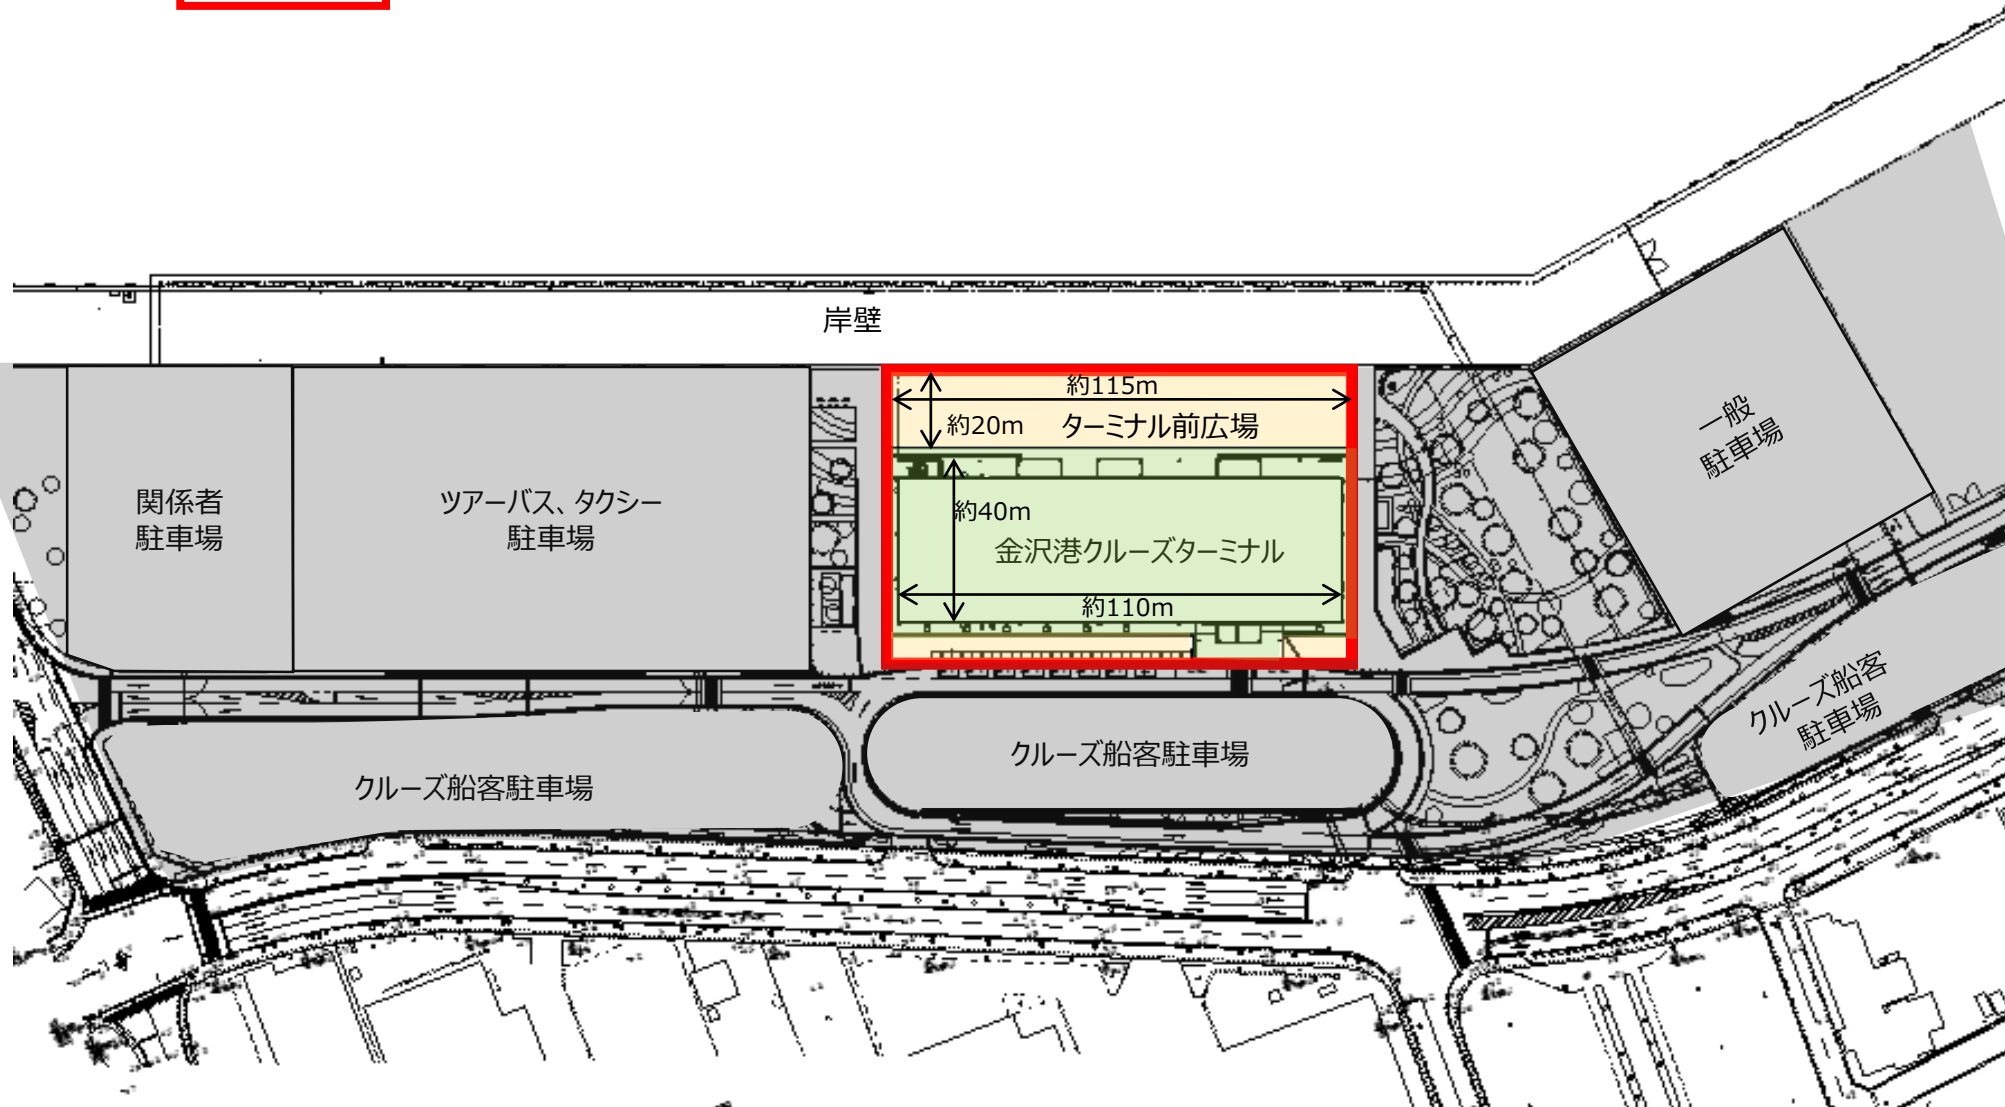 岸壁
約115m
約20m
ターミナル前広場
約40m
金沢港クルーズターミナル
約110m
関係者
駐車場
ツアーバス、タクシー
駐車場
一般
駐車場
クルーズ船客駐車場
クルーズ船客駐車場
クルーズ船客
駐車場